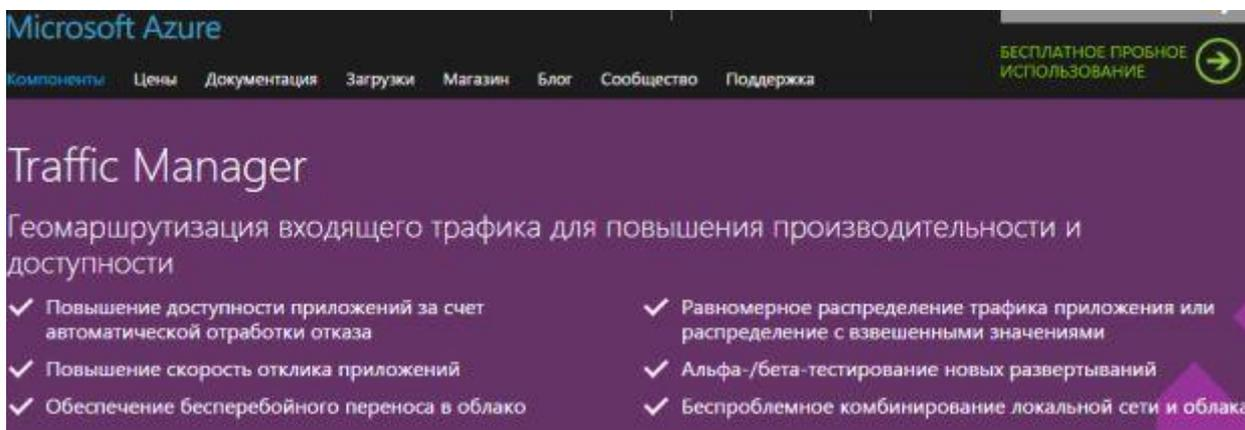 Microsoft Azure
БЕСПЛАТНОЕ ПРОБНОЕ
ИСПОЛЬЗОВАНИЕ
Компоненты Цены Документация Загрузки Магазин Блог Сообщество Поддержка
Traffic Manager
Геомаршрутизация входящего трафика для повышения производительности и
доступности
Повышение доступности приложений за счет
автоматической отработки отказа
Повышение скорость отклика приложений
Обеспечение бесперебойного переноса в облако
Равномерное распределение трафика приложения или
распределение с взвешенными значениями
Альфа-/бета-тестирование новых развертываний
Беспроблемное комбинирование локальной сети и облака